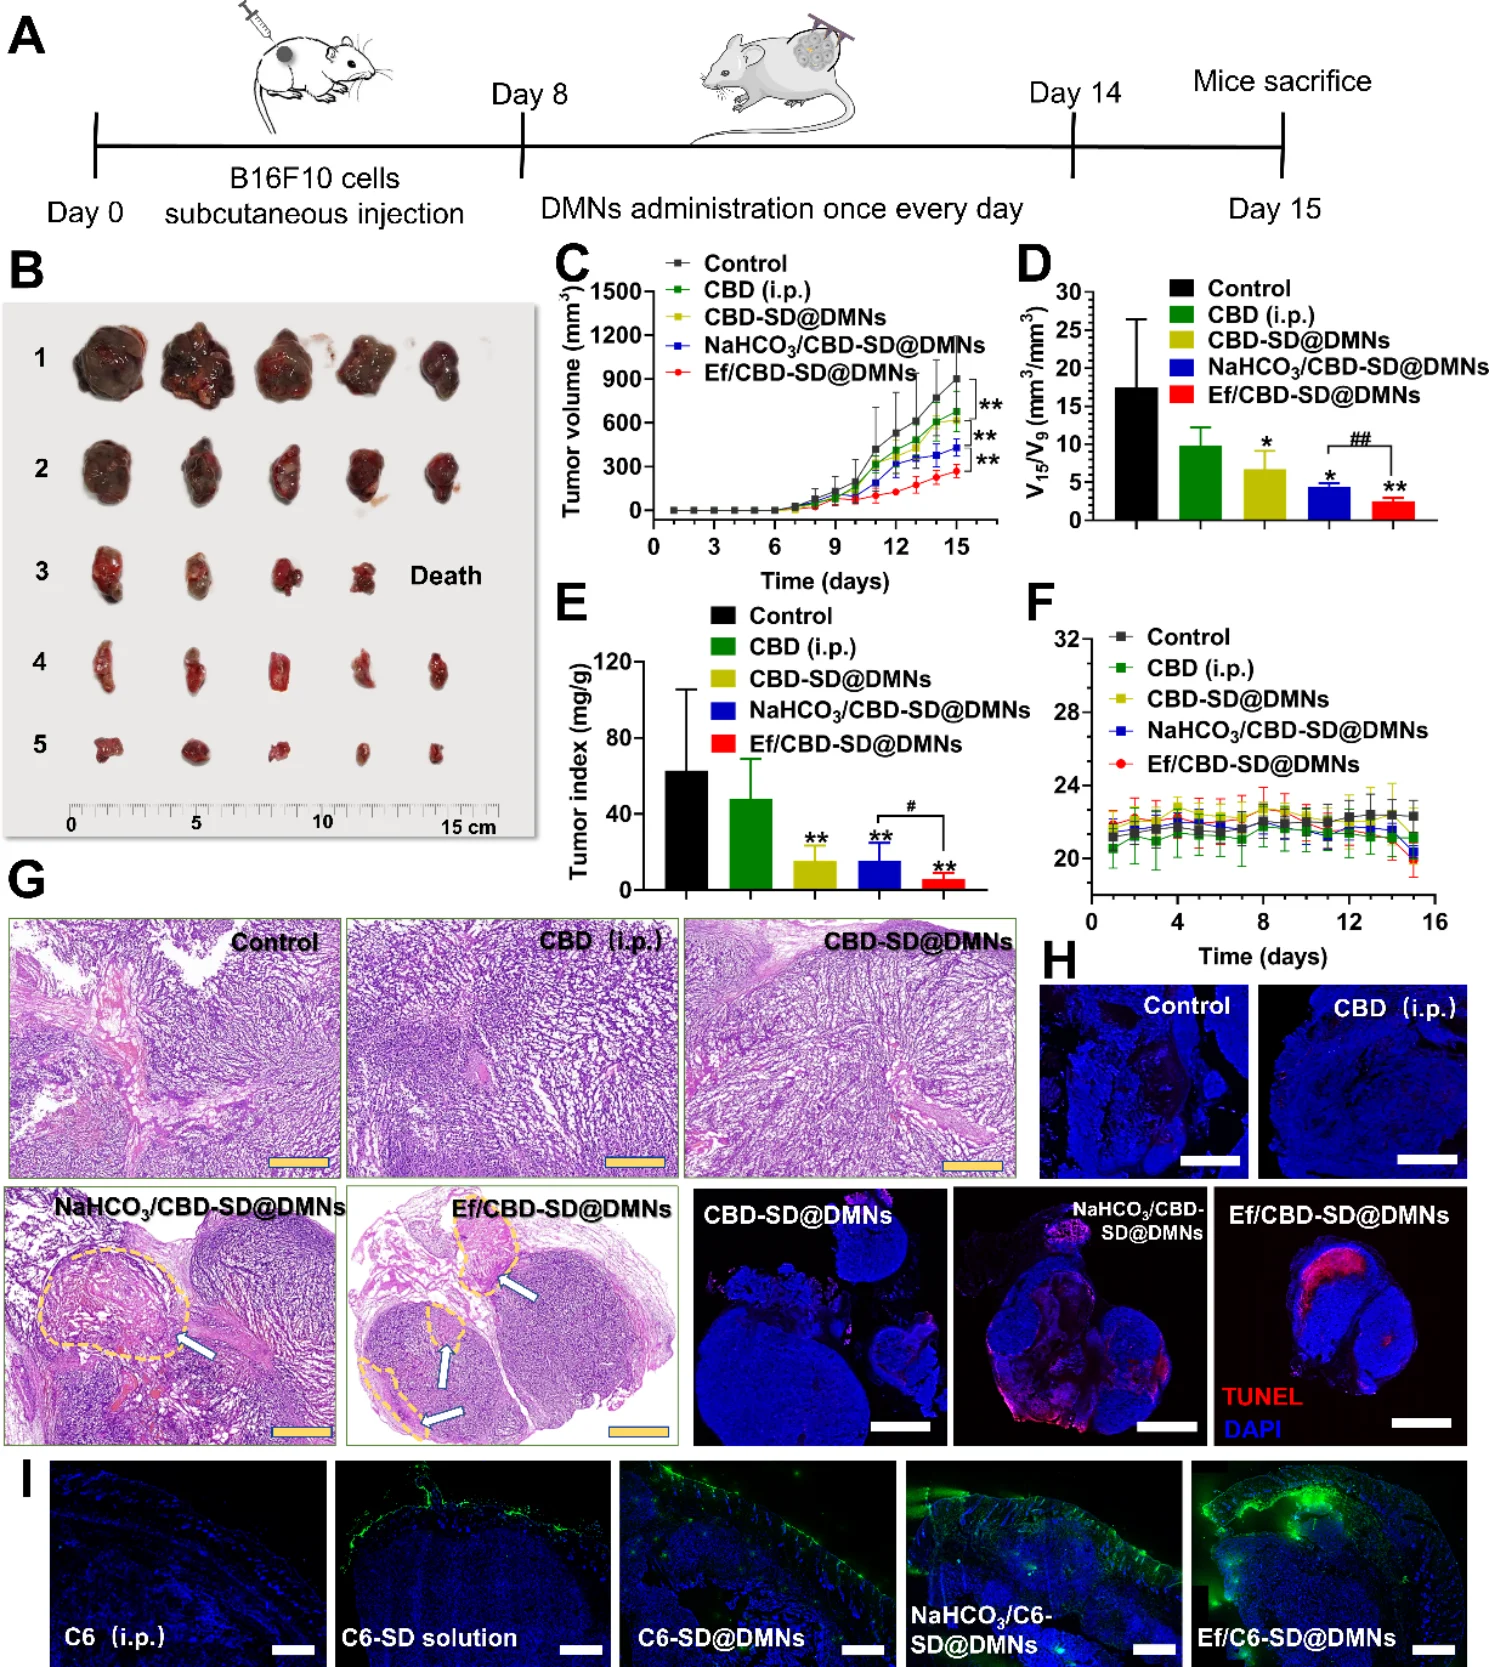 A
Day 8
Day 14
Mice sacrifice
B16F10 cells
subcutaneous injection
Day 0
DMNs administration once every day
Day 15
B
1
2
3
Death
4
5
0
5
10
15 cm
C
Control
CBD (i.p.)
CBD-SD@DMNs
NaHCO₃/CBD-SD@DMNs
Ef/CBD-SD@DMNs
Tumor volume (mm³)
1500
1200
900
600
300
0
**
**
**
0 3 6 9 12 15
Time (days)
D
Control
CBD (i.p.)
CBD-SD@DMNs
NaHCO₃/CBD-SD@DMNs
Ef/CBD-SD@DMNs
V₁₅/V₉ (mm³/mm³)
30
25
20
15
10
5
0
*
*
##
**
E
Control
CBD (i.p.)
CBD-SD@DMNs
NaHCO₃/CBD-SD@DMNs
Ef/CBD-SD@DMNs
Tumor index (mg/g)
120
80
40
0
**
**
#
**
F
Control
CBD (i.p.)
CBD-SD@DMNs
NaHCO₃/CBD-SD@DMNs
Ef/CBD-SD@DMNs
32
28
24
20
0 4 8 12 16
Time (days)
G
Control
CBD (i.p.)
CBD-SD@DMNs
NaHCO₃/CBD-SD@DMNs
Ef/CBD-SD@DMNs
H
Control
CBD (i.p.)
CBD-SD@DMNs
NaHCO₃/CBD-
SD@DMNs
Ef/CBD-SD@DMNs
TUNEL
DAPI
I
C6 (i.p.)
C6-SD solution
C6-SD@DMNs
NaHCO₃/C6-
SD@DMNs
Ef/C6-SD@DMNs